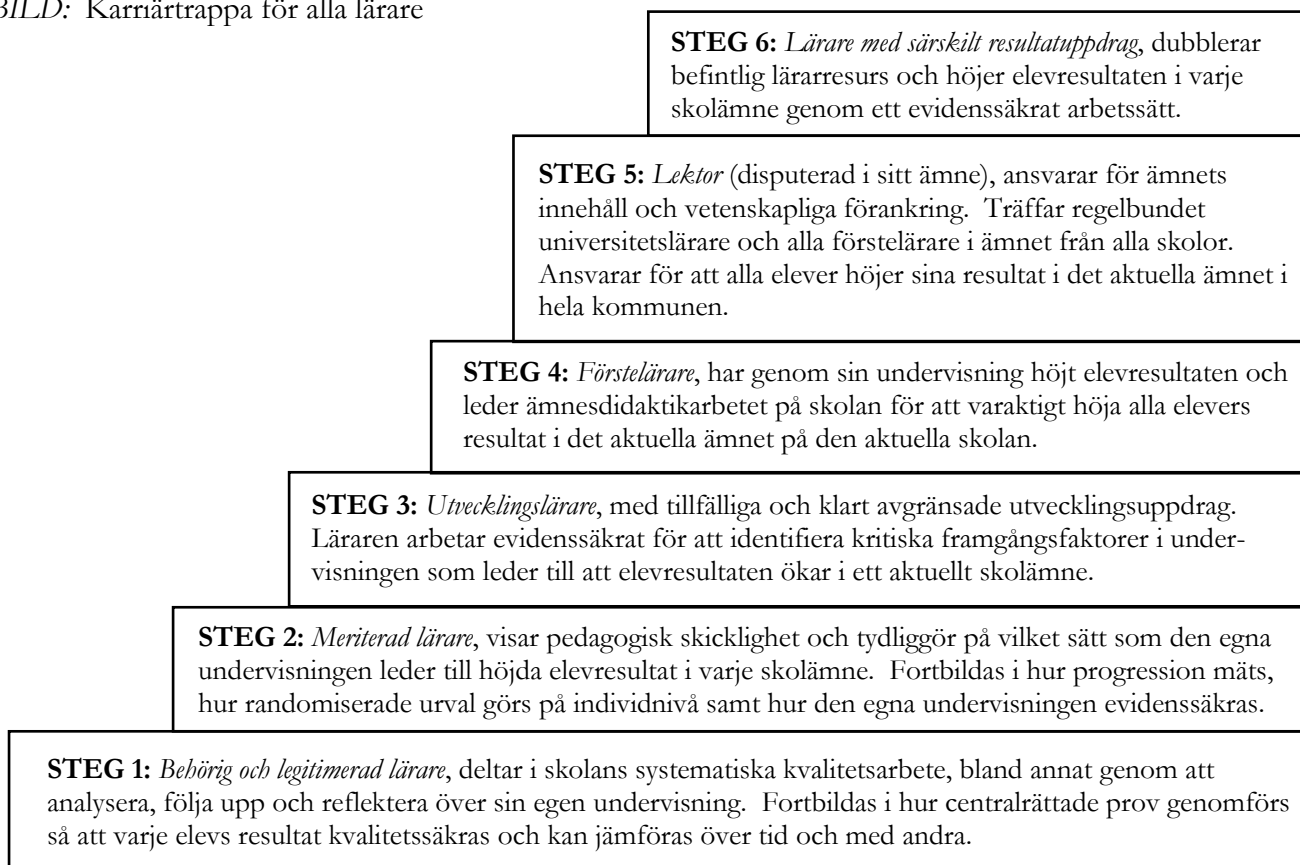 BILD: Karriärtrappa för alla lärare
STEG 6: Lärare med särskilt resultatuppdrag, dubblerar
befintlig lärarresurs och höjer elevresultaten i varje
skolämne genom ett evidenssäkrat arbetssätt.
STEG 5: Lektor (disputerad i sitt ämne), ansvarar för ämnets
innehåll och vetenskapliga förankring. Träffar regelbundet
universitetslärare och alla förstelärare i ämnet från alla skolor.
Ansvarar för att alla elever höjer sina resultat i det aktuella ämnet i
hela kommunen.
STEG 4: Förstelärare, har genom sin undervisning höjt elevresultaten och
leder ämnesdidaktikarbetet på skolan för att varaktigt höja alla elevers
resultat i det aktuella ämnet på den aktuella skolan.
STEG 3: Utvecklingslärare, med tillfälliga och klart avgränsade utvecklingsuppdrag.
Läraren arbetar evidenssäkrat för att identifiera kritiska framgångsfaktorer i under-
visningen som leder till att elevresultaten ökar i ett aktuellt skolämne.
STEG 2: Meriterad lärare, visar pedagogisk skicklighet och tydliggör på vilket sätt som den egna
undervisningen leder till höjda elevresultat i varje skolämne. Fortbildas i hur progression mäts,
hur randomiserade urval görs på individnivå samt hur den egna undervisningen evidenssäkras.
STEG 1: Behörig och legitimerad lärare, deltar i skolans systematiska kvalitetsarbete, bland annat genom att
analysera, följa upp och reflektera över sin egen undervisning. Fortbildas i hur centralrättade prov genomförs
så att varje elevs resultat kvalitetssäkras och kan jämföras över tid och med andra.